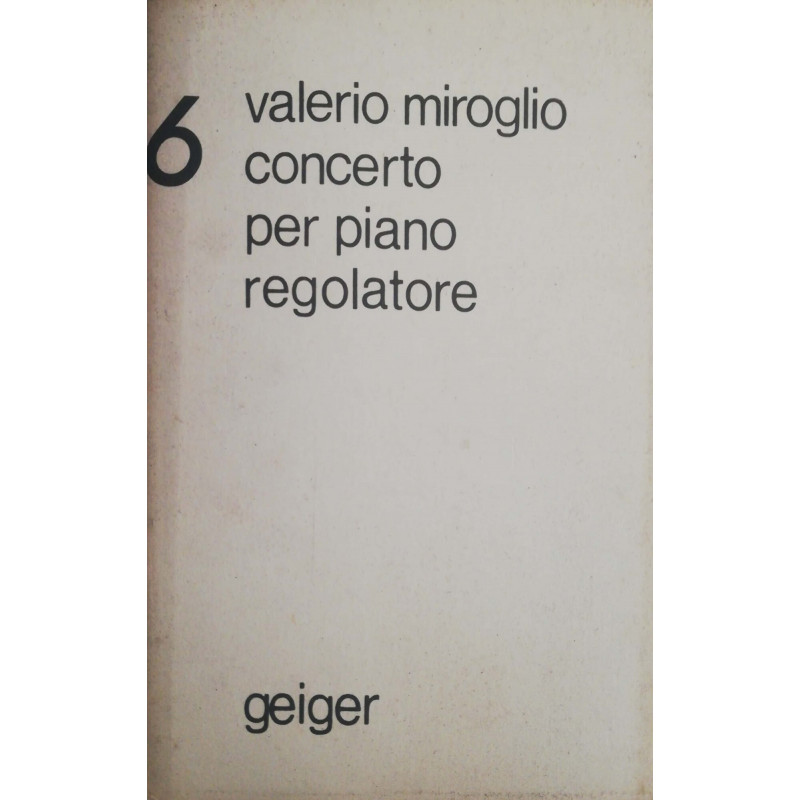 6
valerio miroglio
concerto
per piano
regolatore
geiger